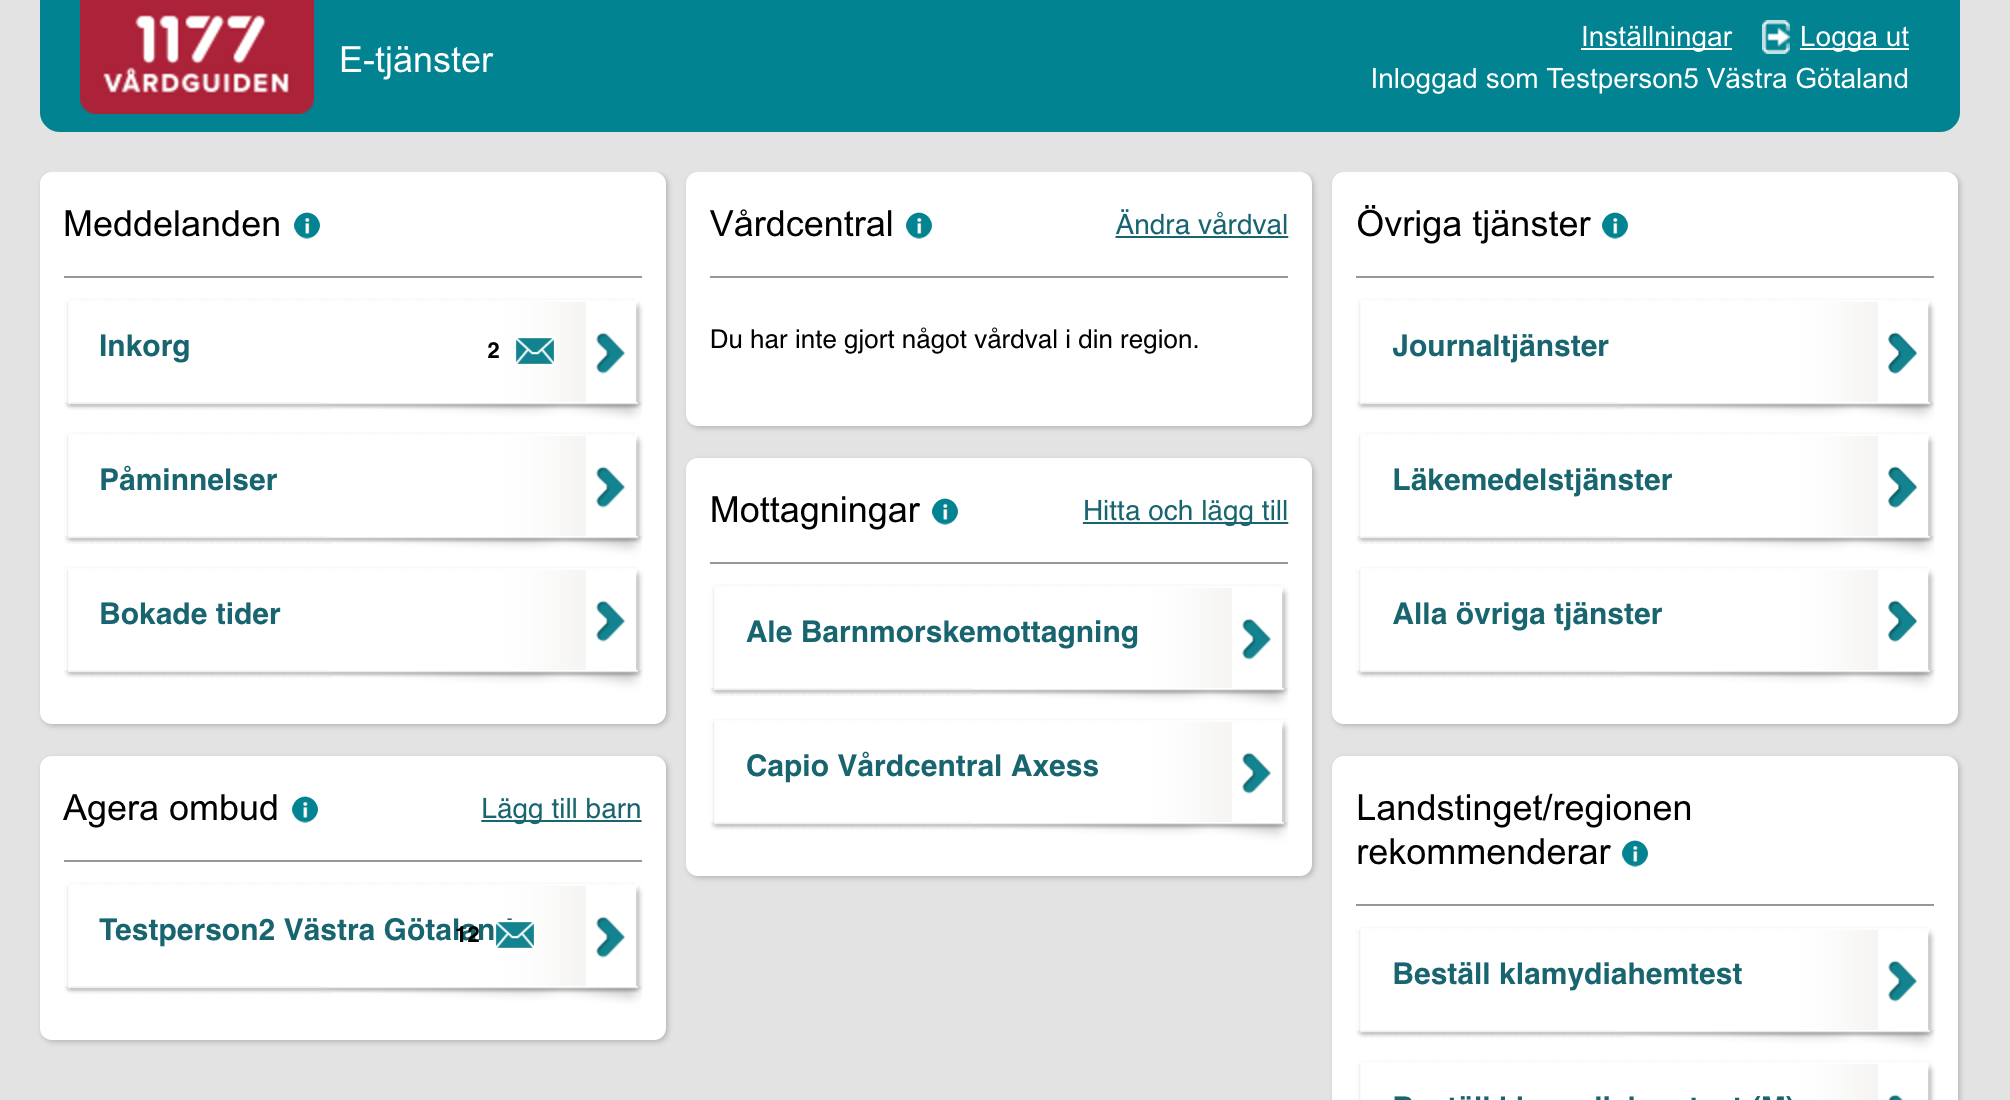 1177
VÅRDGUIDEN
E-tjänster
Inställningar
Logga ut
Inloggad som Testperson5 Västra Götaland
Meddelanden
Inkorg
2
Påminnelser
Bokade tider
Agera ombud
Lägg till barn
Testperson2 Västra
12
Vårdcentral
Ändra vårdval
Du har inte gjort något vårdval i din region.
Mottagningar
Hitta och lägg till
Ale Barnmorskemottagning
Capio Vårdcentral Axess
Övriga tjänster
Journaltjänster
Läkemedelstjänster
Alla övriga tjänster
Landstinget/regionen
rekommenderar
Beställ klamydiahemtest